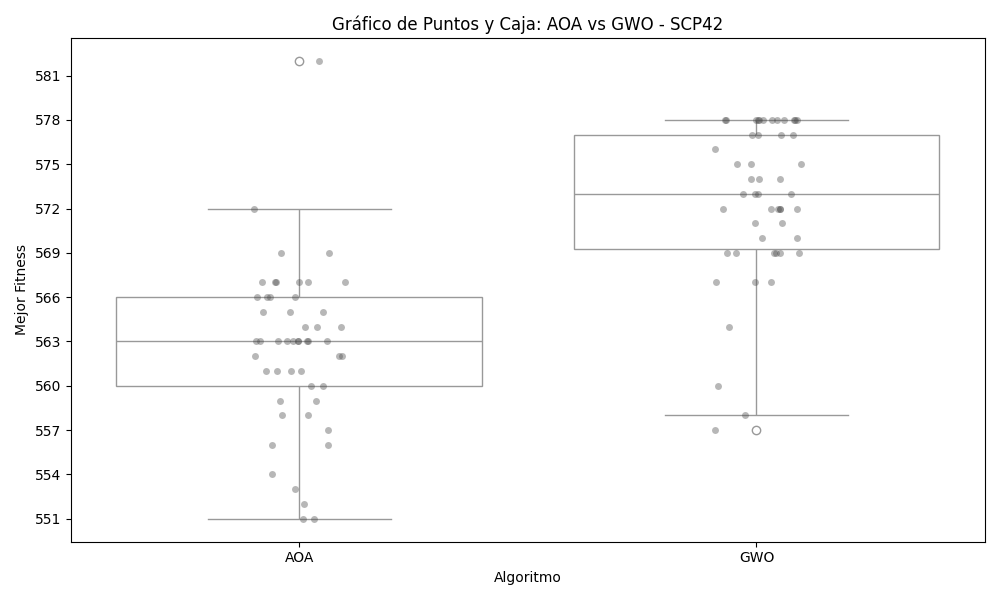 Gráfico de Puntos y Caja: AOA vs GWO - SCP42
Mejor Fitness
581
578
575
572
569
566
563
560
557
554
551
AOA
GWO
Algoritmo